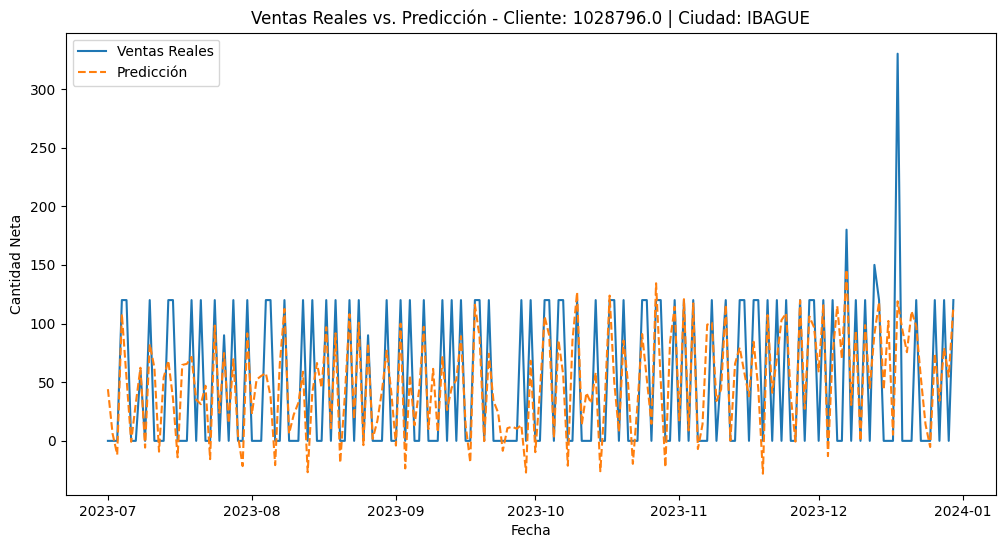 Ventas Reales vs. Predicción - Cliente: 1028796.0 | Ciudad: IBAGUE
Ventas Reales
Predicción
300
250
200
150
100
50
0
Cantidad Neta
2023-07
2023-08
2023-09
2023-10
2023-11
2023-12
2024-01
Fecha